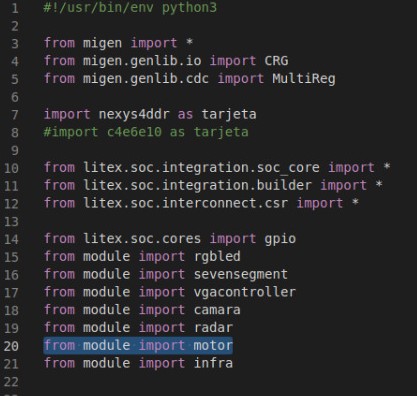 1 #!/usr/bin/env python3
2
3 from migen import *
4 from migen.genlib.io import CRG
5 from migen.genlib.cdc import MultiReg
6
7 import nexys4ddr as tarjeta
8 #import c4e6e10 as tarjeta
9
10 from litex.soc.integration.soc_core import *
11 from litex.soc.integration.builder import *
12 from litex.soc.interconnect.csr import *
13
14 from litex.soc.cores import gpio
15 from module import rgbled
16 from module import sevensegment
17 from module import vgacontroller
18 from module import camara
19 from module import radar
20 from module import motor
21 from module import infra
22